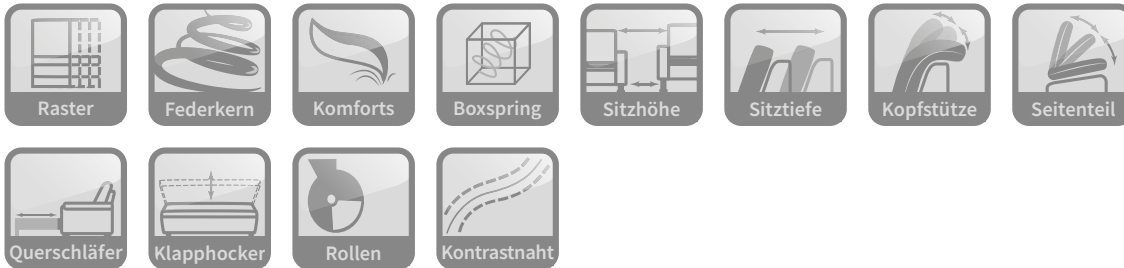 Raster
Federkern
Komforts
Boxspring
Sitzhöhe
Sitztiefe
Kopfstütze
Seitenteil
Querschläfer
Klapphocker
Rollen
Kontrastnaht